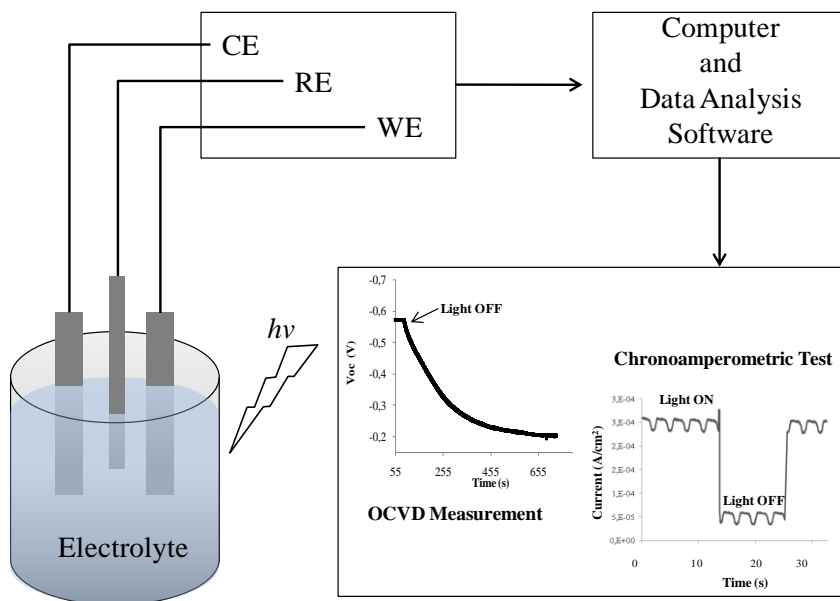 CE
RE
WE
Computer
and
Data Analysis
Software
hν
Electrolyte
-0,7
-0,6
-0,5
-0,4
-0,3
-0,2
Voc (V)
Light OFF
55
255
455
655
Time (s)
OCVD Measurement
Chronoamperometric Test
Light ON
3,E-04
3,E-04
2,E-04
2,E-04
1,E-04
5,E-05
0,E+00
Current (A/cm²)
Light OFF
0
10
20
30
Time (s)